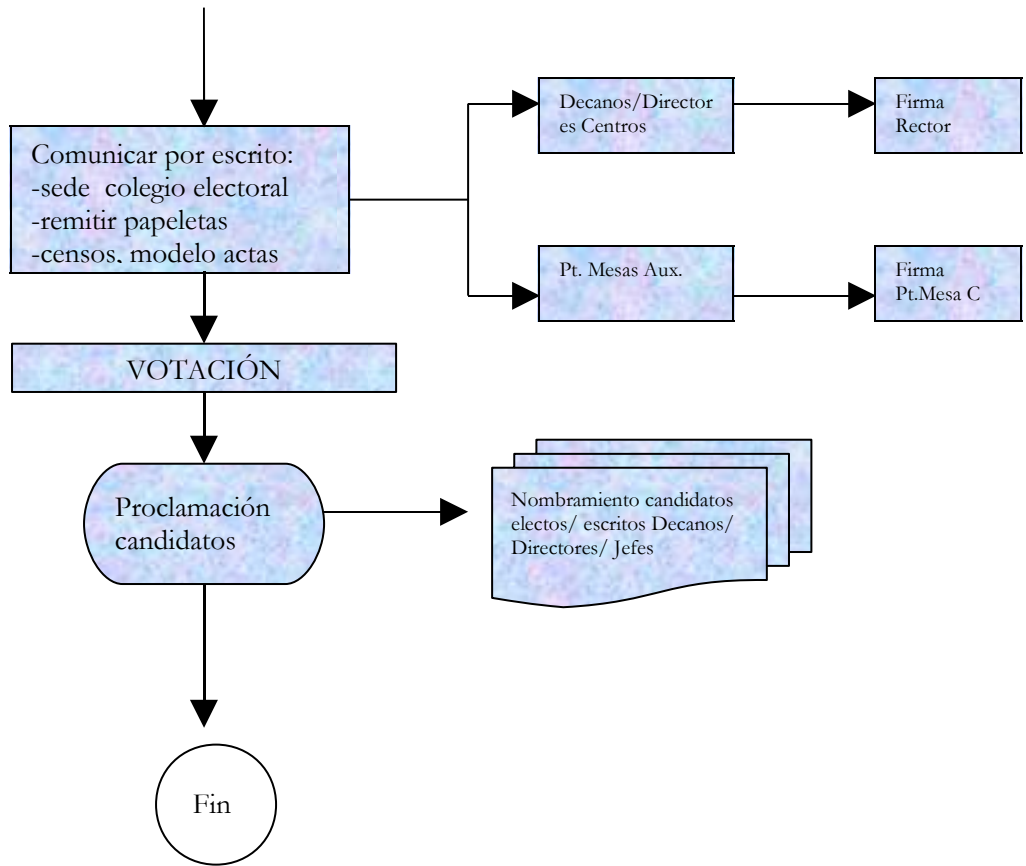 Comunicar por escrito:
-sede colegio electoral
-remitir papeletas
-censos, modelo actas
Decanos/Director
es Centros
Firma
Rector
Pt. Mesas Aux.
Firma
Pt.Mesa C
VOTACIÓN
Proclamación
candidatos
Nombramiento candidatos
electos/ escritos Decanos/
Directores/ Jefes
Fin